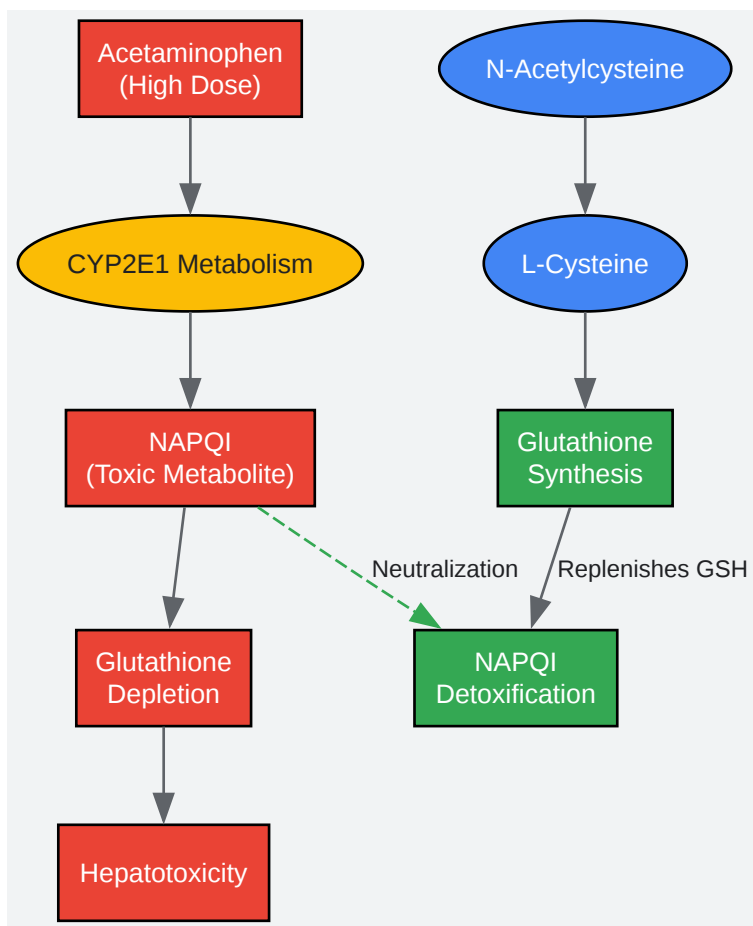 Acetaminophen
(High Dose)
N-Acetylcysteine
CYP2E1 Metabolism
L-Cysteine
NAPQI
(Toxic Metabolite)
Glutathione
Synthesis
Neutralization
Replenishes GSH
Glutathione
Depletion
NAPQI
Detoxification
Hepatotoxicity